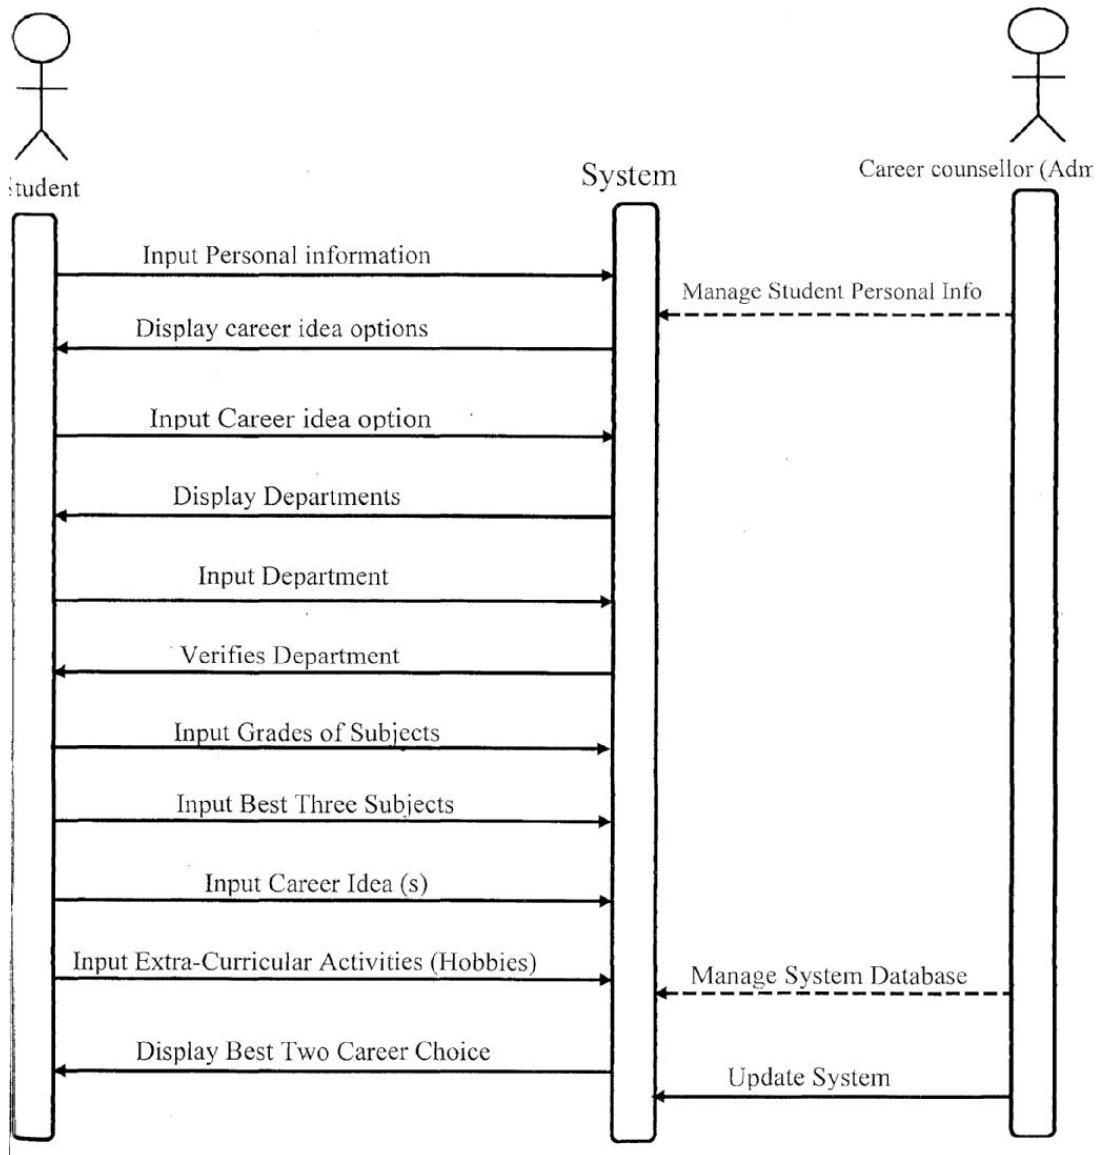 System
Career counsellor (Adm
:tudent
Input Personal information
Manage Student Personal Info
Display career idea options
Input Career idea option
Display Departments
Input Department
Verifies Department
Input Grades of Subjects
Input Best Three Subjects
Input Career Idea (s)
Input Extra-Curricular Activities (Hobbies)
Manage System Database
Display Best Two Career Choice
Update System